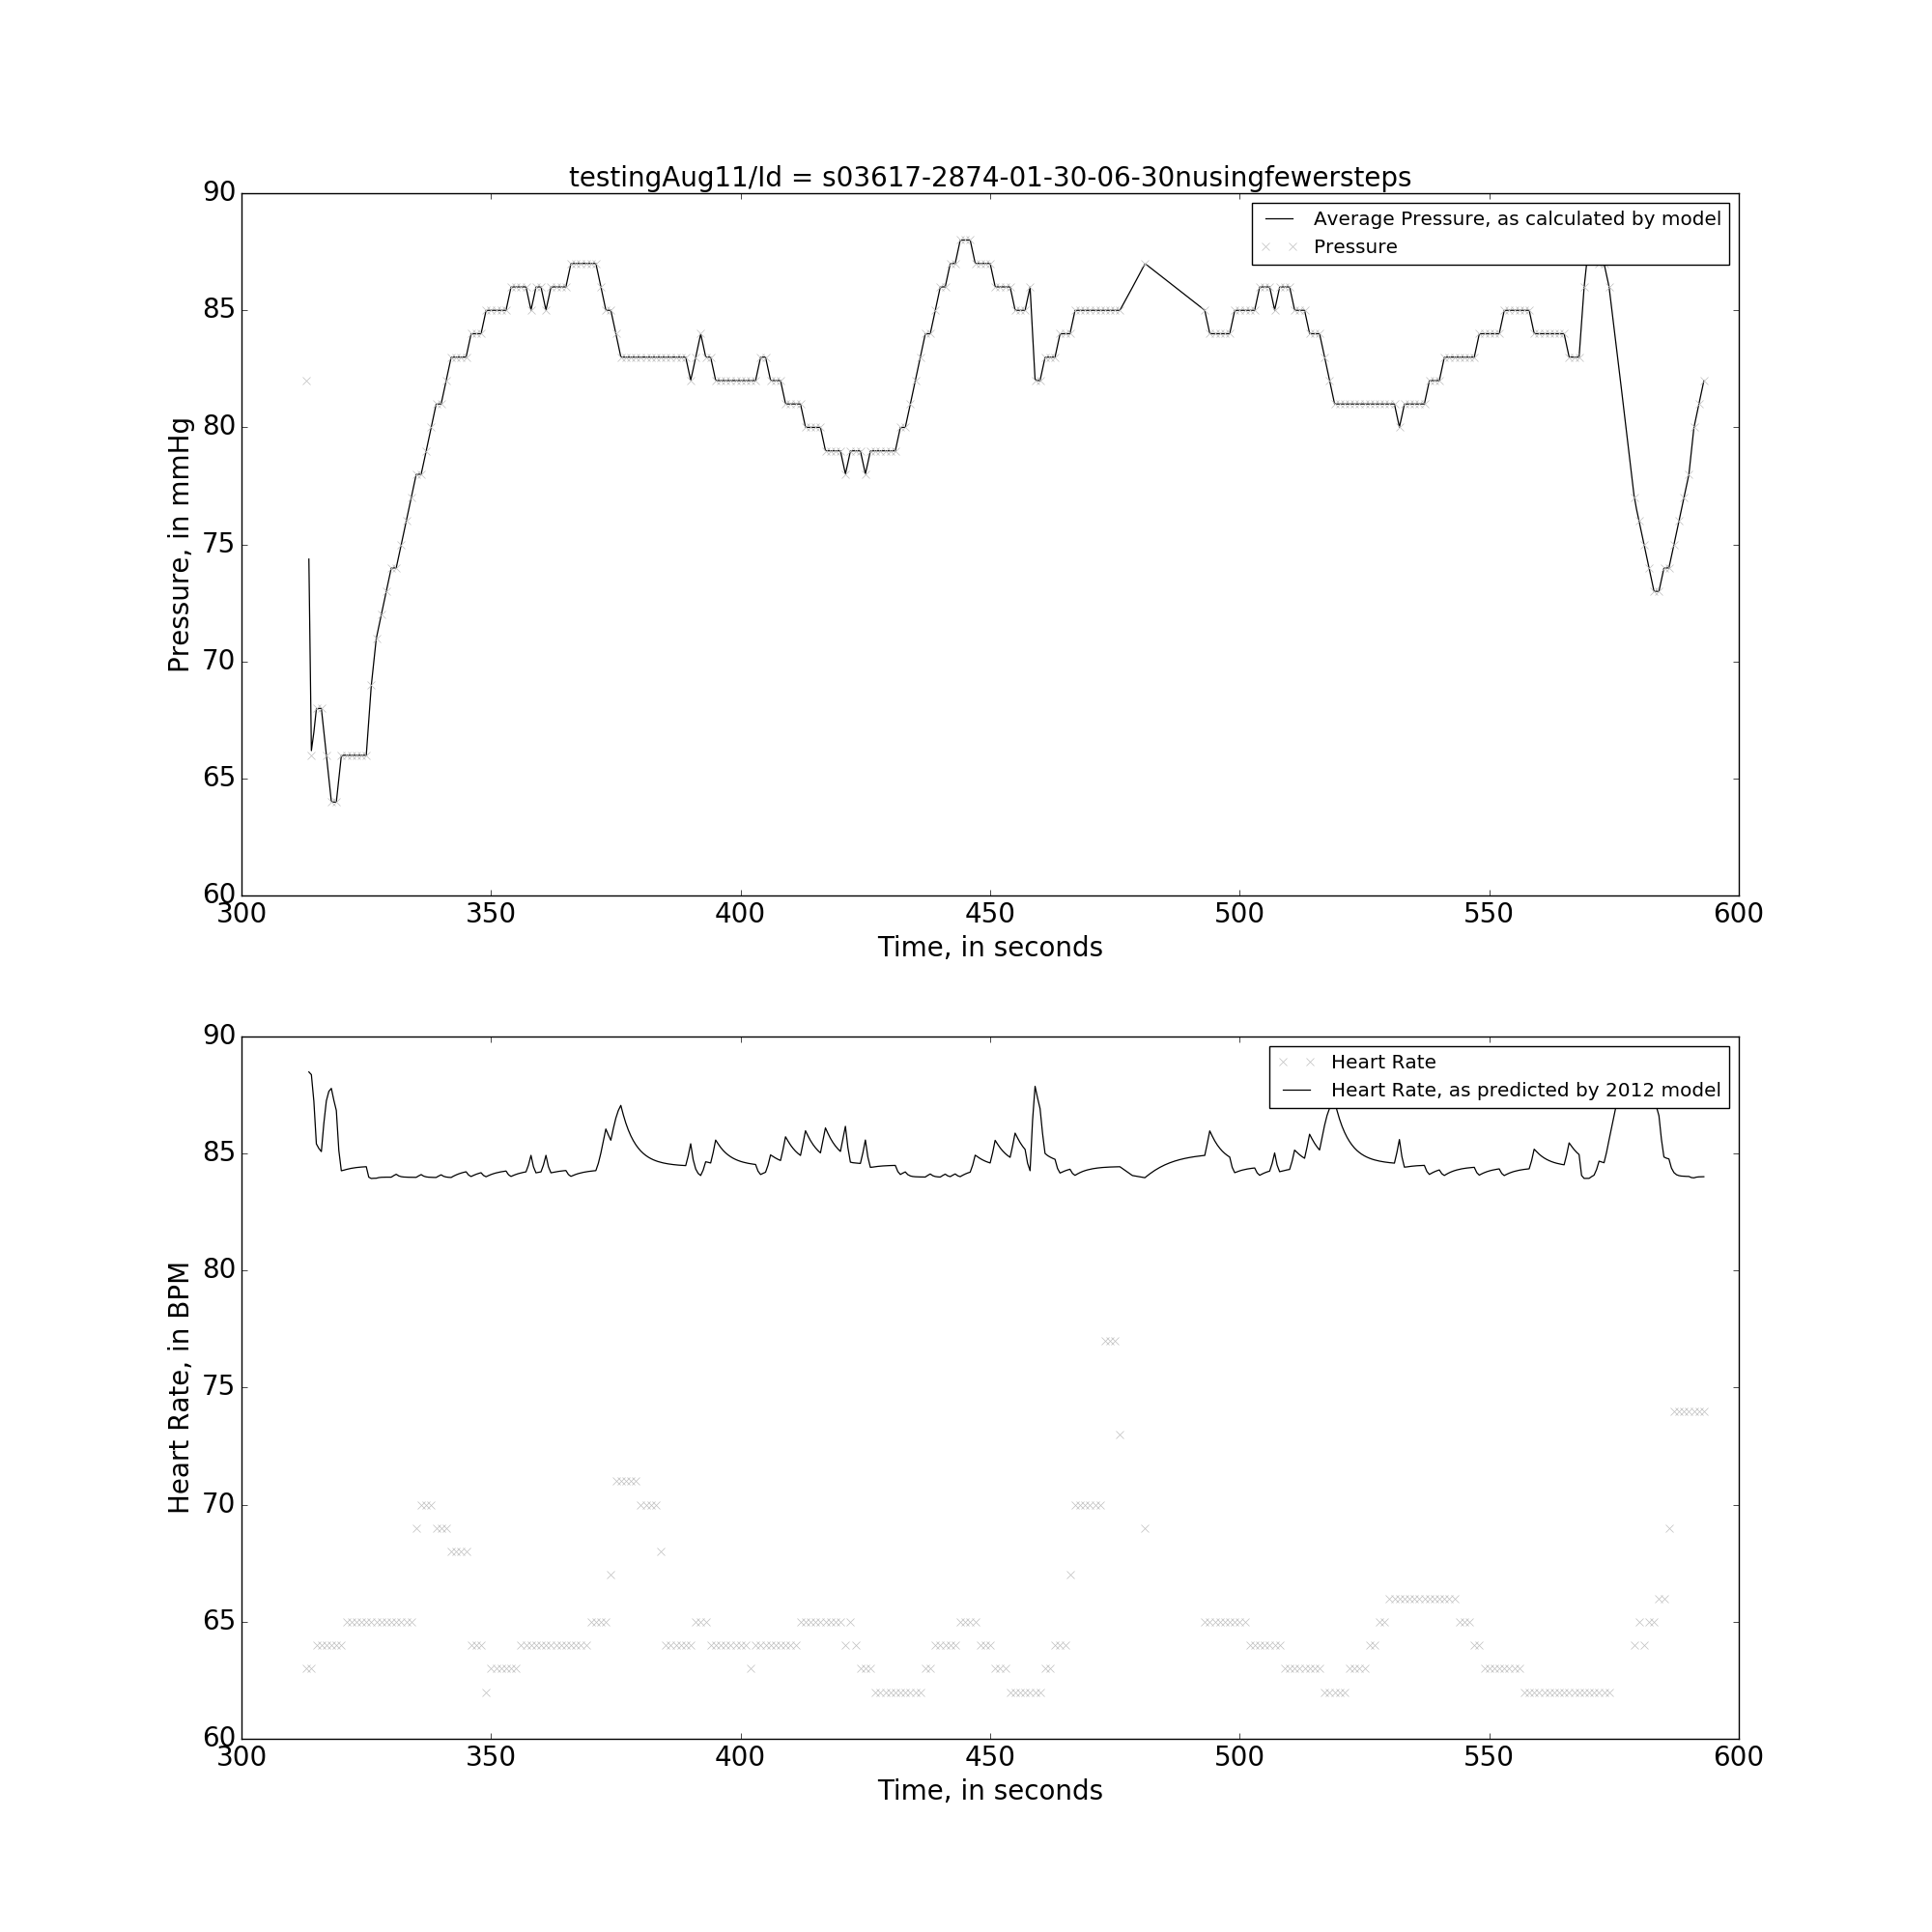 testingAug11/Id = s03617-2874-01-30-06-30nusingfewersteps
90
85
80
75
70
65
60
Pressure, in mmHg
Average Pressure, as calculated by model
Pressure
300 350 400 450 500 550 600
Time, in seconds
90
85
80
75
70
65
60
Heart Rate, in BPM
Heart Rate
Heart Rate, as predicted by 2012 model
300 350 400 450 500 550 600
Time, in seconds